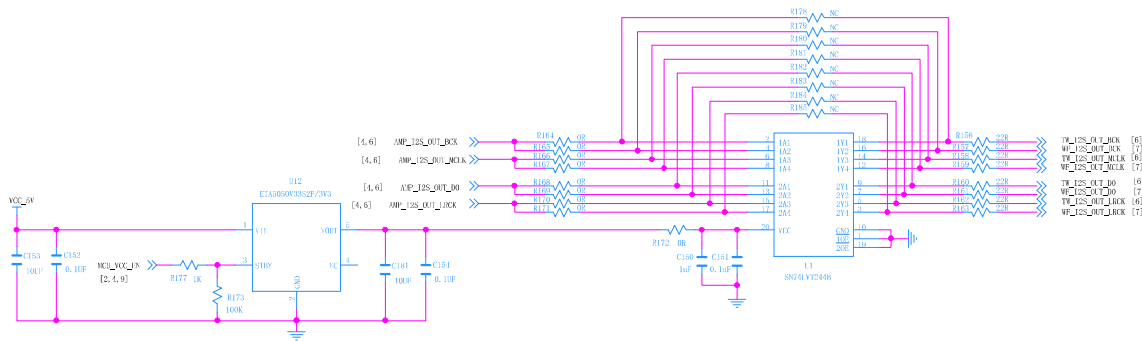 R178 NC
R179 NC
R180 NC
R181 NC
R182 NC
R183 NC
R184 NC
R185 NC
[4,6] AMP_I2S_OUT_BCK
R164 0R
R165 0R
[4,6] AMP_I2S_OUT_MCLK
R166 0R
R167 0R
[4,6] AMP_I2S_OUT_DO
R168 0R
R169 0R
[4,6] AMP_I2S_OUT_LRCK
R170 0R
R171 0R
2 1A1 1Y1 18
4 1A2 1Y2 16
6 1A3 1Y3 14
8 1A4 1Y4 12
11 2A1 2Y1 9
13 2A2 2Y2 7
15 2A3 2Y3 5
17 2A4 2Y4 3
20 VCC GND 10
1OE 1
2OE 19
U1
SN74LVT244B
R156 22R TW_I2S_OUT_BCK [6]
R157 22R WF_I2S_OUT_BCK [7]
R158 22R TW_I2S_OUT_MCLK [6]
R159 22R WF_I2S_OUT_MCLK [7]
R160 22R TW_I2S_OUT_DO [6
R161 22R WF_I2S_OUT_DO [7
R162 22R TW_I2S_OUT_LRCK [6]
R163 22R WF_I2S_OUT_LRCK [7]
U12
ETA5050V33S2F/3V3
VCC_5V
1 VIN VOUT 5
3 STBY NC 4
GND
2
C153
10UF
C152
0.1UF
MCU_VCC_EN
[2,4,9]
R177 1K
R173
100K
C181
10UF
C154
0.1UF
R172 0R
C150
1uF
C151
0.1uF